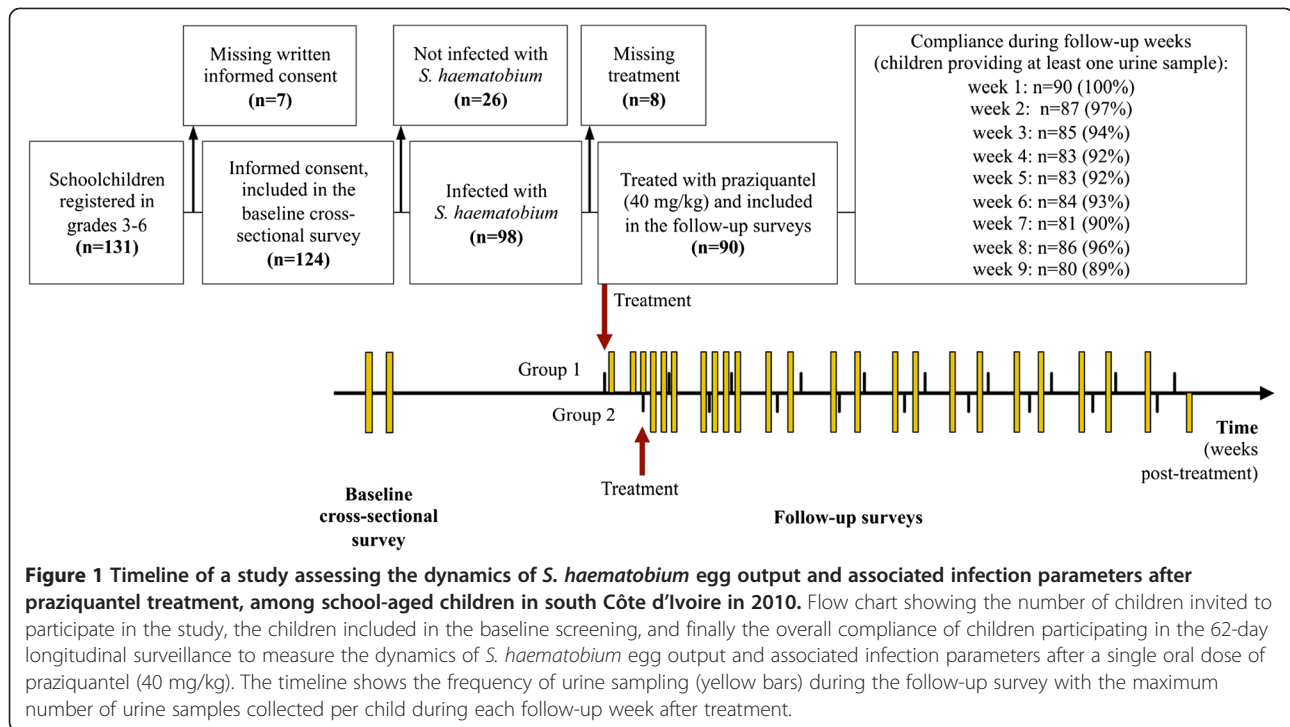 Missing written
informed consent
(n=7)
Not infected with
S. haematobium
(n=26)
Missing
treatment
(n=8)
Compliance during follow-up weeks
(children providing at least one urine sample):
week 1: n=90 (100%)
week 2: n=87 (97%)
week 3: n=85 (94%)
week 4: n=83 (92%)
week 5: n=83 (92%)
week 6: n=84 (93%)
week 7: n=81 (90%)
week 8: n=86 (96%)
week 9: n=80 (89%)
Schoolchildren
registered in
grades 3-6
(n=131)
Informed consent,
included in the
baseline cross-
sectional survey
(n=124)
Infected with
S. haematobium
(n=98)
Treated with praziquantel
(40 mg/kg) and included
in the follow-up surveys
(n=90)
Treatment
Group 1
Group 2
Time
(weeks
post-treatment)
Treatment
Baseline
cross-sectional
survey
Follow-up surveys
Figure 1 Timeline of a study assessing the dynamics of S. haematobium egg output and associated infection parameters after
praziquantel treatment, among school-aged children in south Côte d'Ivoire in 2010. Flow chart showing the number of children invited to
participate in the study, the children included in the baseline screening, and finally the overall compliance of children participating in the 62-day
longitudinal surveillance to measure the dynamics of S. haematobium egg output and associated infection parameters after a single oral dose of
praziquantel (40 mg/kg). The timeline shows the frequency of urine sampling (yellow bars) during the follow-up survey with the maximum
number of urine samples collected per child during each follow-up week after treatment.